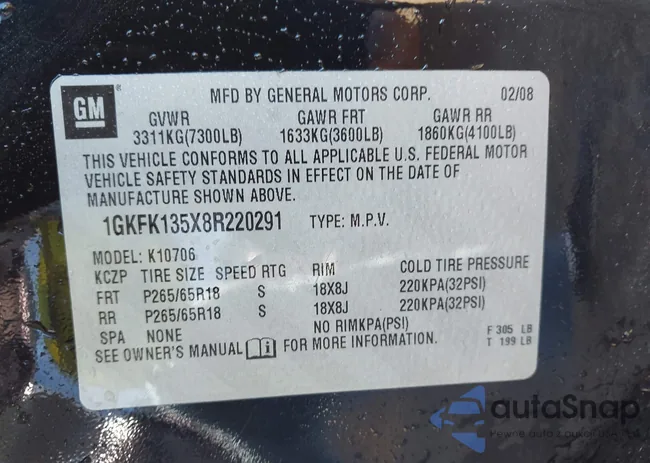 GM
MFD BY GENERAL MOTORS CORP. 02/08
GVWR GAWR FRT GAWR RR
3311KG(7300LB) 1633KG(3600LB) 1860KG(4100LB)
THIS VEHICLE CONFORMS TO ALL APPLICABLE U.S. FEDERAL MOTOR
VEHICLE SAFETY STANDARDS IN EFFECT ON THE DATE OF
MANUFACTURE SHOWN ABOVE.
1GKFK135X8R220291 TYPE: M.P.V.
MODEL: K10706
KCZP TIRE SIZE SPEED RTG RIM COLD TIRE PRESSURE
FRT P265/65R18 S 18X8J 220KPA(32PSI)
RR P265/65R18 S 18X8J 220KPA(32PSI)
SPA NONE NO RIMKPA(PSI)
SEE OWNER'S MANUAL FOR MORE INFORMATION.
F 305 LB
T 199 LB
autaSnap
Pewne auta z aukcji